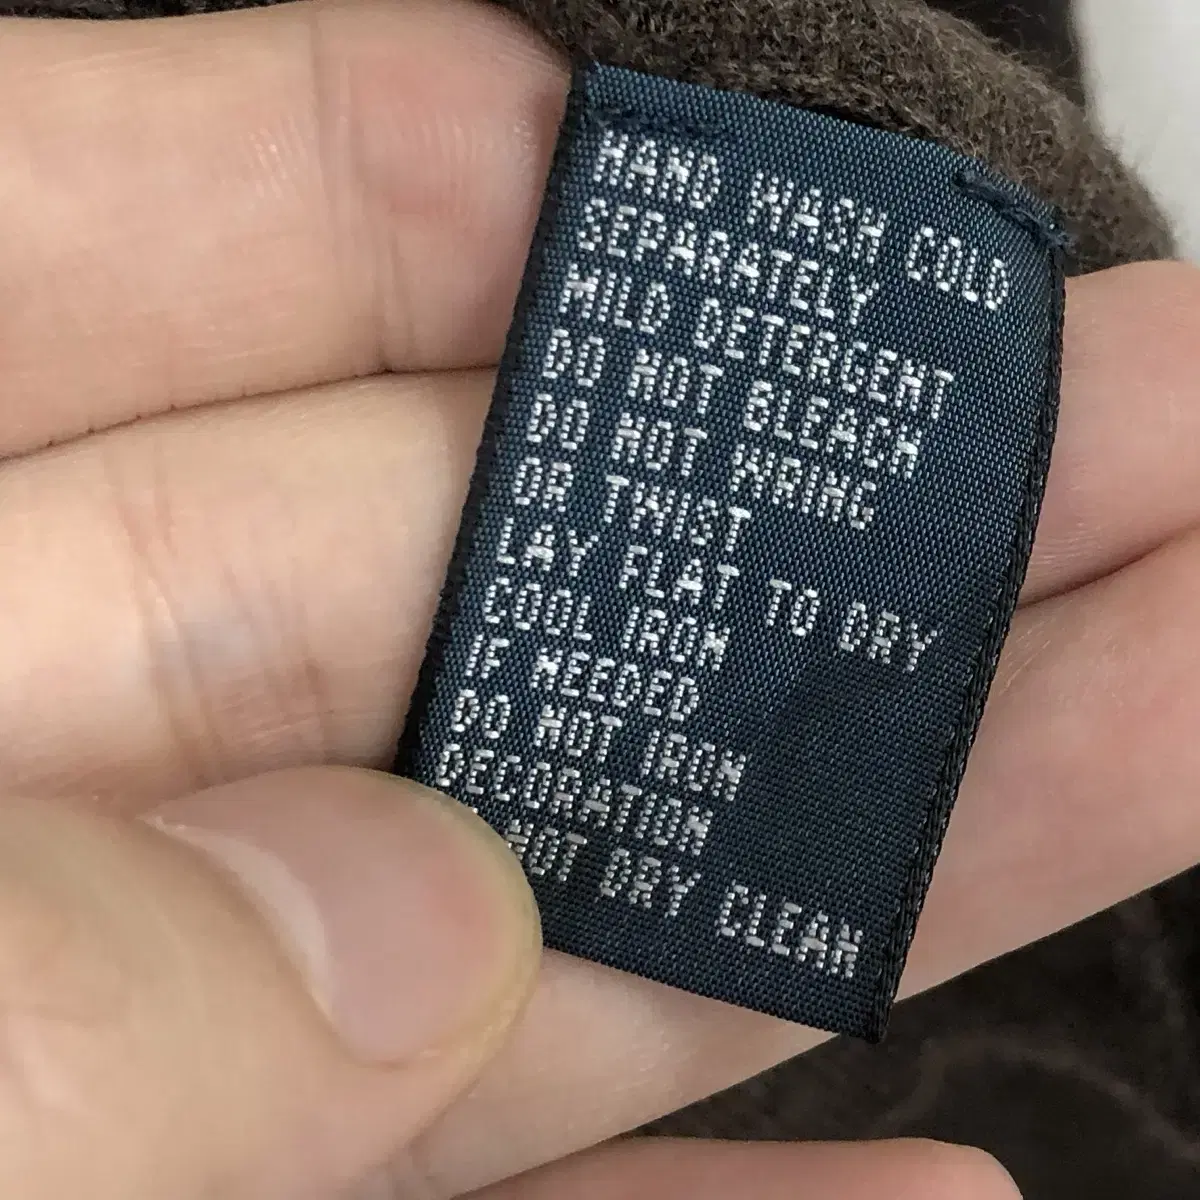 HAND WASH COLD
SEPARATELY
MILD DETERGENT
DO NOT BLEACH
DO NOT WRING
OR TWIST
LAY FLAT TO DRY
COOL IRON
IF NEEDED
DO NOT IRON
DECORATION
NOT DRY CLEAN